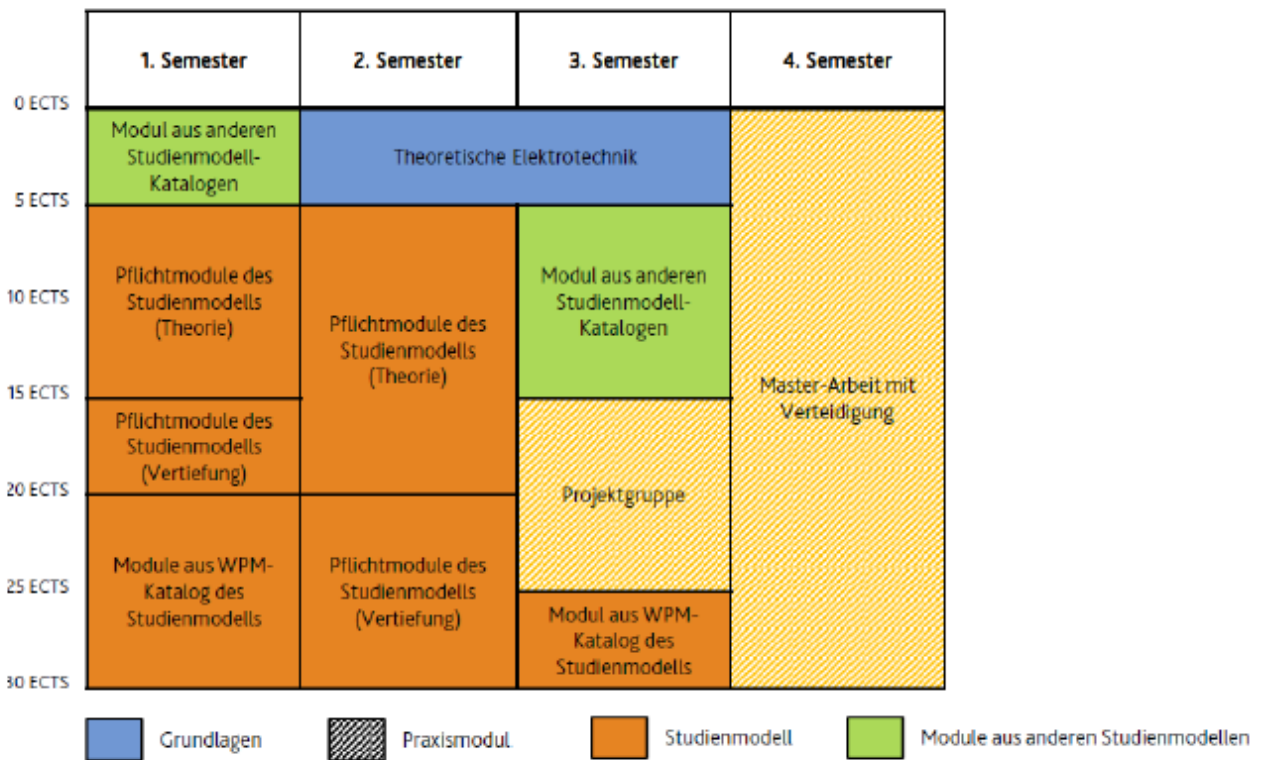 1. Semester
2. Semester
3. Semester
4. Semester
0 ECTS
Modul aus anderen
Studienmodell-
Katalogen
Theoretische Elektrotechnik
5 ECTS
Pflichtmodule des
Studienmodells
(Theorie)
Pflichtmodule des
Studienmodells
(Theorie)
Modul aus anderen
Studienmodell-
Katalogen
Master-Arbeit mit
Verteidigung
10 ECTS
15 ECTS
Pflichtmodule des
Studienmodells
(Vertiefung)
Projektgruppe
20 ECTS
Module aus WPM-
Katalog des
Studienmodells
Pflichtmodule des
Studienmodells
(Vertiefung)
25 ECTS
Modul aus WPM-
Katalog des
Studienmodells
30 ECTS
Grundlagen
Praxismodul
Studienmodell
Module aus anderen Studienmodellen